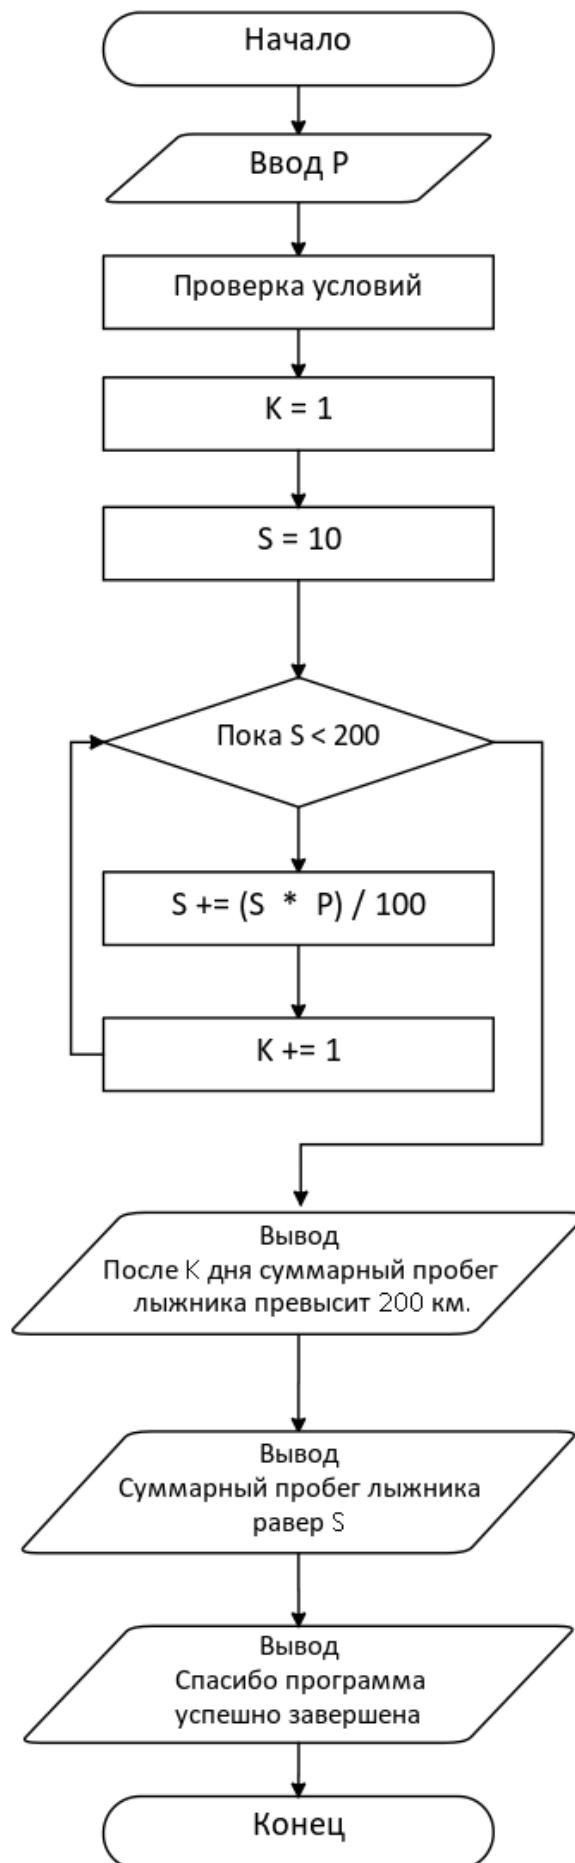 Начало
Ввод P
Проверка условий
K = 1
S = 10
Пока S < 200
S += (S * P) / 100
K += 1
Вывод
После K дня суммарный пробег
лыжника превысит 200 км.
Вывод
Суммарный пробег лыжника
равер S
Вывод
Спасибо программа
успешно завершена
Конец